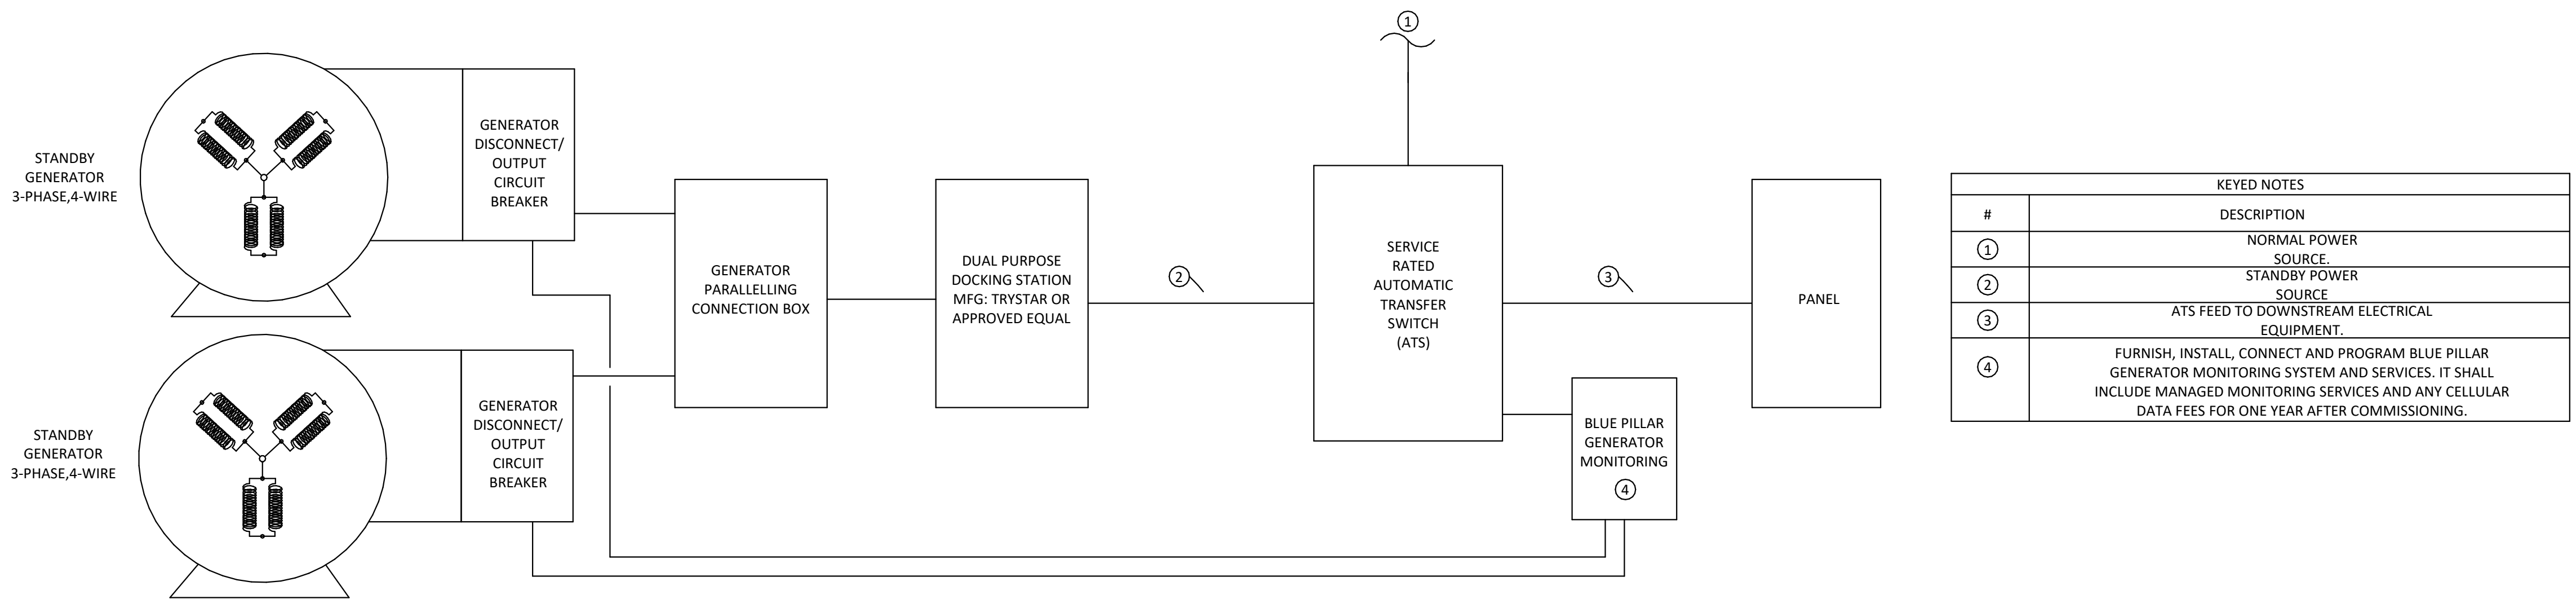 1
STANDBY
GENERATOR
3-PHASE,4-WIRE
GENERATOR
DISCONNECT/
OUTPUT
CIRCUIT
BREAKER
STANDBY
GENERATOR
3-PHASE,4-WIRE
GENERATOR
DISCONNECT/
OUTPUT
CIRCUIT
BREAKER
GENERATOR
PARALLELLING
CONNECTION BOX
DUAL PURPOSE
DOCKING STATION
MFG: TRYSTAR OR
APPROVED EQUAL
2
SERVICE
RATED
AUTOMATIC
TRANSFER
SWITCH
(ATS)
3
BLUE PILLAR
GENERATOR
MONITORING
4
PANEL
KEYED NOTES
# DESCRIPTION
1 NORMAL POWER
SOURCE.
2 STANDBY POWER
SOURCE
3 ATS FEED TO DOWNSTREAM ELECTRICAL
EQUIPMENT.
4 FURNISH, INSTALL, CONNECT AND PROGRAM BLUE PILLAR
GENERATOR MONITORING SYSTEM AND SERVICES. IT SHALL
INCLUDE MANAGED MONITORING SERVICES AND ANY CELLULAR
DATA FEES FOR ONE YEAR AFTER COMMISSIONING.